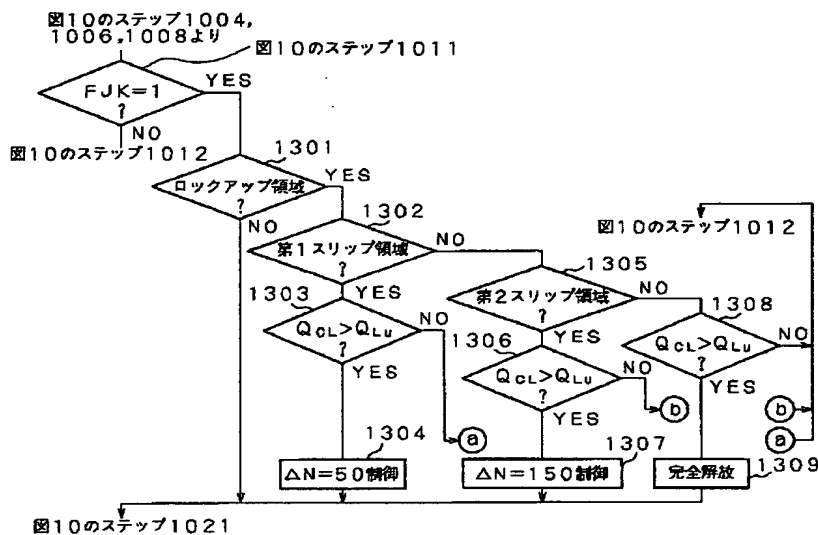 図10のステップ1004,
1006,1008より
図10のステップ1011
FJK=1
?
YES
NO
図10のステップ1012
1301
ロックアップ領域
?
YES
NO
1302
第1スリップ領域
?
NO
YES
図10のステップ1012
1303
QCL>QLu
?
NO
YES
1305
第2スリップ領域
?
NO
YES
1306
QCL>QLu
?
NO
YES
1308
QCL>QLu
?
NO
YES
b
b
a
a
1304
ΔN=50制御
1307
ΔN=150制御
完全解放
1309
図10のステップ1021